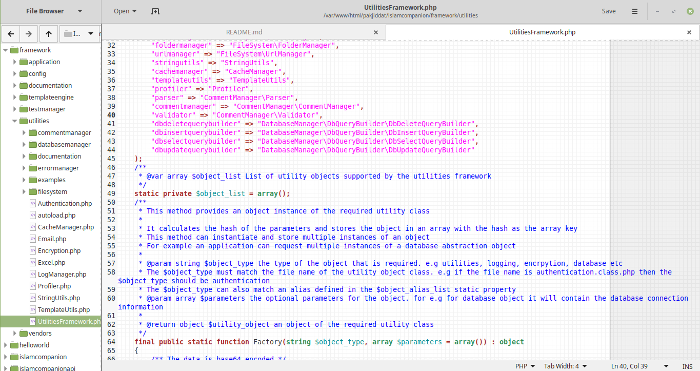 File Browser
Open
UtilitiesFramework.php
Save
/var/www/html/pakjiddat/islamcompanion/framework/utilities
README.md
UtilitiesFramework.php
framework
application
config
documentation
templateengine
testmanager
utilities
commentmanager
databasemanager
documentation
errormanager
examples
filesystem
Authentication.php
autoload.php
CacheManager.php
Email.php
Encryption.php
Excel.php
LogManager.php
Profiler.php
StringUtils.php
TemplateUtils.php
UtilitiesFramework.ph
vendors
helloworld
islamcompanion
islamcompanionapi
32 "foldermanager" => "FileSystem\FolderManager",
33 "urlmanager" => "FileSystem\UrlManager",
34 "stringutils" => "StringUtils",
35 "cachemanager" => "CacheManager",
36 "templateutils" => "TemplateUtils",
37 "profiler" => "Profiler",
38 "parser" => "CommentManager\Parser",
39 "commentmanager" => "CommentManager\CommentManager",
40 "validator" => "CommentManager\Validator",
41 "dbdeletequerybuilder" => "DatabaseManager\DbQueryBuilder\DbDeleteQueryBuilder",
42 "dbinsertquerybuilder" => "DatabaseManager\DbQueryBuilder\DbInsertQueryBuilder",
43 "dbselectquerybuilder" => "DatabaseManager\DbQueryBuilder\DbSelectQueryBuilder",
44 "dbupdatequerybuilder" => "DatabaseManager\DbQueryBuilder\DbUpdateQueryBuilder"
45 );
46 /**
47 * @var array $object_list List of utility objects supported by the utilities framework
48 */
49 static private $object_list = array();
50 /**
51 * This method provides an object instance of the required utility class
52 *
53 * It calculates the hash of the parameters and stores the object in an array with the hash as the array key
54 * This method can instantiate and store multiple instances of an object
55 * For example an application can request multiple instances of a database abstraction object
56 *
57 * @param string $object_type the type of the object that is required. e.g utilities, logging, encryption, database etc
58 * The $object_type must match the file name of the utility object class. e.g if the file name is authentication.class.php then the
$object type should be authentication
59 * The $object_type can also match an alias defined in the $object_alias_list static property
60 * @param array $parameters the optional parameters for the object. for e.g for database object it will contain the database connection
information
61 *
62 * @return object $utility_object an object of the required utility class
63 */
64 final public static function Factory(string $object_type, array $parameters = array()) : object
65 {
66 /** The data is base64 encoded */
PHP
Tab Width: 4
Ln 40, Col 39
INS